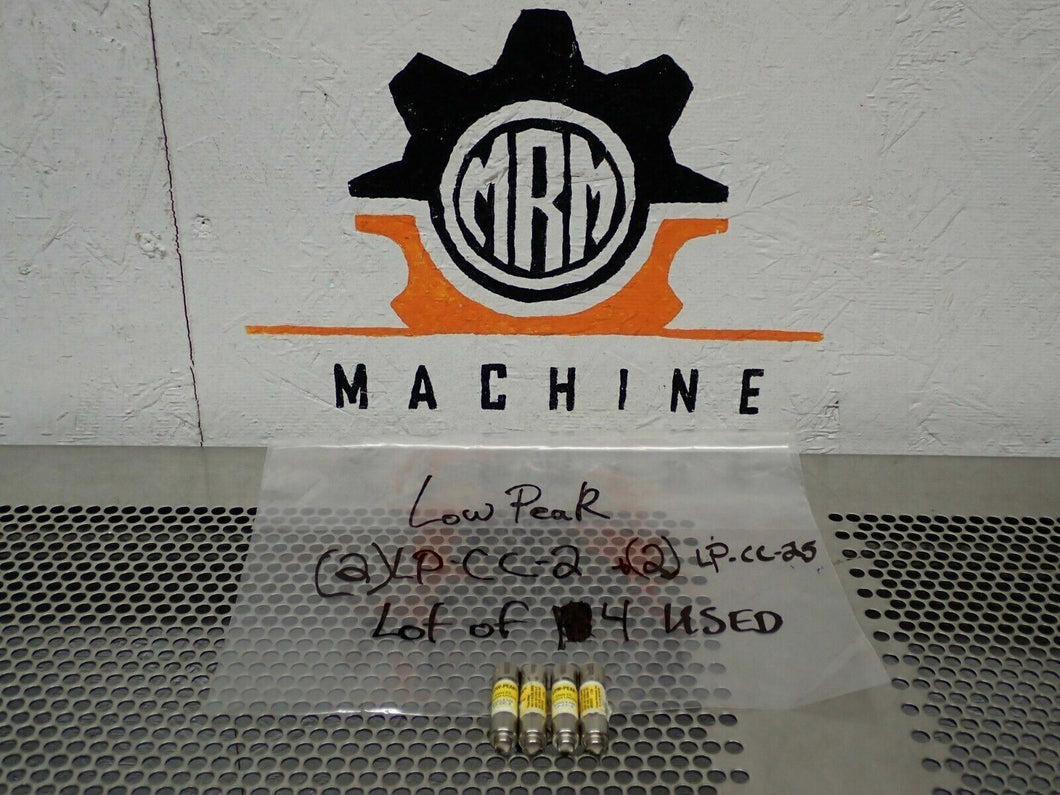 MRM
MACHINE
Low Peak
(2) LP-CC-2 + (2) LP-CC-25
Lot of 4 USED